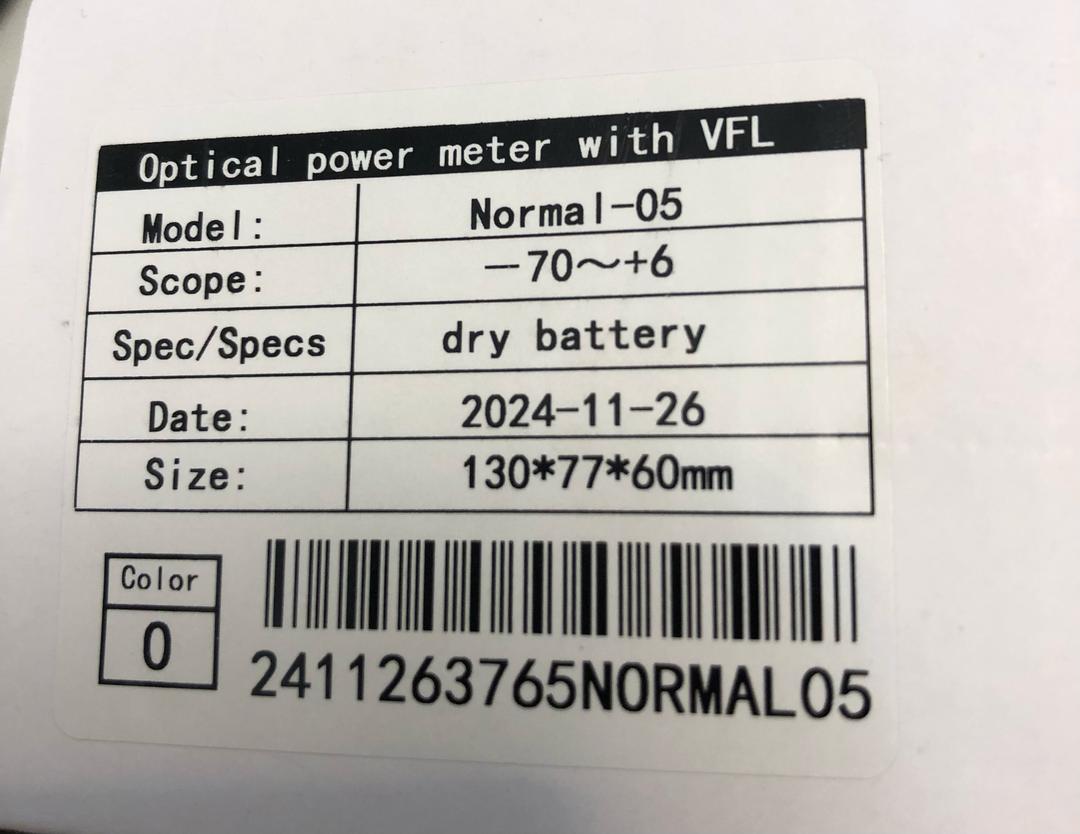 Optical power meter with VFL
Model: Normal-05
Scope: －70～+6
Spec/Specs dry battery
Date: 2024-11-26
Size: 130*77*60mm
Color
0
2411263765NORMAL05